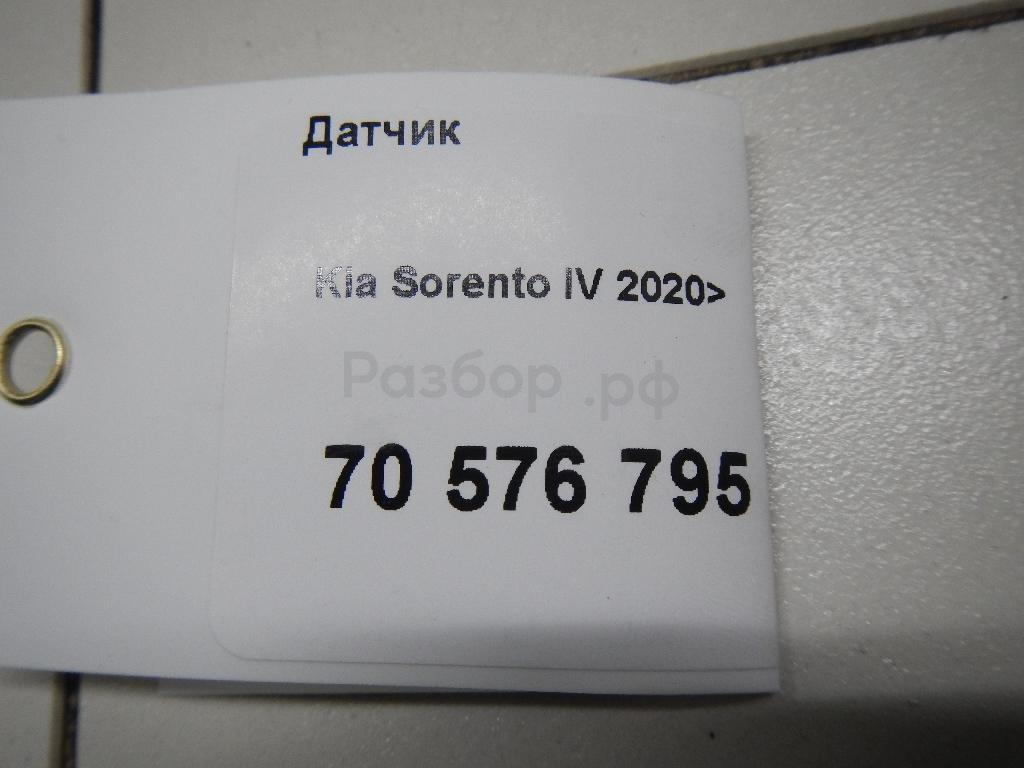 Датчик
Kia Sorento IV 2020>
Разбор .рф
70 576 795